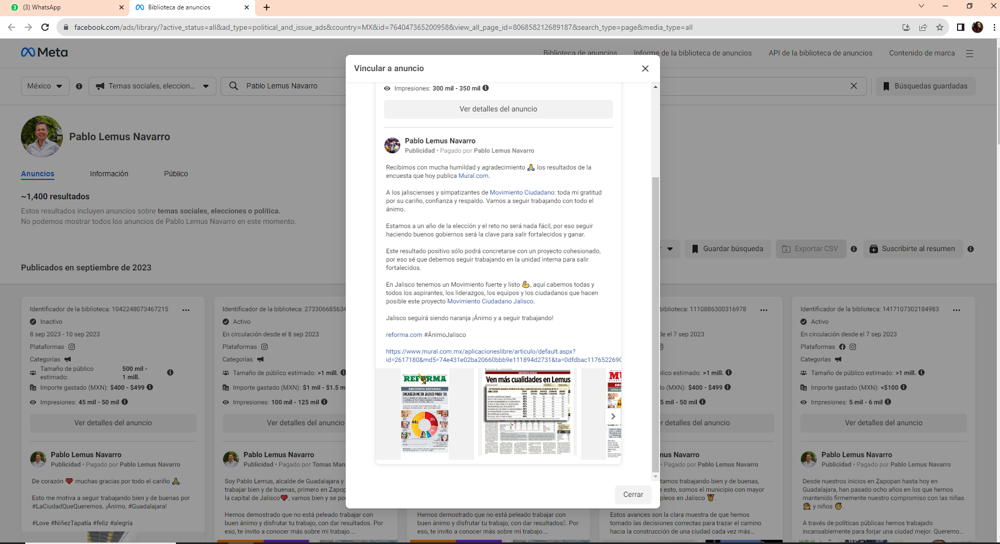 (3) WhatsApp
Biblioteca de anuncios
facebook.com/ads/library/?active_status=all&ad_type=political_and_issue_ads&country=MX&id=764047365200958&view_all_page_id=806858212689187&search_type=page&media_type=all
Meta
Biblioteca de anuncios
Informe de la biblioteca de anuncios
API de la biblioteca de anuncios
Contenido de marca
México
Temas sociales, eleccion...
Pablo Lemus Navarro
Búsquedas guardadas
Pablo Lemus Navarro
Anuncios
Información
Público
~1,400 resultados
Estos resultados incluyen anuncios sobre temas sociales, elecciones o política.
No podemos mostrar todos los anuncios de Pablo Lemus Navarro en este momento.
Guardar búsqueda
Exportar CSV
Suscribirte al resumen
Publicados en septiembre de 2023
Vincular a anuncio
Impresiones: 300 mil - 350 mil
Ver detalles del anuncio
Pablo Lemus Navarro
Publicidad • Pagado por Pablo Lemus Navarro
Recibimos con mucha humildad y agradecimiento 🙏 los resultados de la
encuesta que hoy publica Mural.com.
A los jaliscienses y simpatizantes de Movimiento Ciudadano: toda mi gratitud
por su cariño, confianza y respaldo. Vamos a seguir trabajando con todo el
ánimo.
Estamos a un año de la elección y el reto no será nada fácil, por eso seguir
haciendo buenos gobiernos será la clave para salir fortalecidos y ganar.
Este resultado positivo sólo podrá concretarse con un proyecto cohesionado,
por eso sé que debemos seguir trabajando en la unidad interna para salir
fortalecidos.
En Jalisco tenemos un Movimiento fuerte y listo 💪, aquí cabemos todas y
todos los aspirantes, los liderazgos, los equipos y los ciudadanos que hacen
posible este proyecto Movimiento Ciudadano Jalisco.
Jalisco seguirá siendo naranja ¡Ánimo y a seguir trabajando!
reforma.com #ÁnimoJalisco
https://www.mural.com.mx/aplicacioneslibre/articulo/default.aspx?
id=2617180&md5=74e431e02ba20660bbb9e111894d2731&ta=0dfdbac1176522690
REFORMA
ENCUESTA REFORMA
ENCABEZA MC EN JALISCO PARA '24
44%
27%
ENCUESTA MURAL
Ven más cualidades en Lemus
MU
Cerrar
Identificador de la biblioteca: 1042248073467215
Inactivo
8 sep 2023 - 10 sep 2023
Plataformas
Categorías
Tamaño de público estimado: 500 mil - 1 mill.
Importe gastado (MXN): $400 - $499
Impresiones: 45 mil - 50 mil
Ver detalles del anuncio
Pablo Lemus Navarro
Publicidad • Pagado por Pablo Lemus Navarro
De corazón ❤️ muchas gracias por todo el cariño 🙏.
Esto me motiva a seguir trabajando bien y de buenas por
#LaCiudadQueQueremos. ¡Ánimo, #Guadalajara!
#Love #NiñezTapatía #feliz #alegría
Identificador de la biblioteca: 273306685634
Activo
En circulación desde el 8 sep 2023
Plataformas
Categorías
Tamaño de público estimado: >1 mill.
Importe gastado (MXN): $1 mil - $1.5 m
Impresiones: 100 mil - 125 mil
Ver detalles del anuncio
Pablo Lemus Navarro
Publicidad • Pagado por Tomas Man
Soy Pablo Lemus, alcalde de Guadalajara y
trabajar bien y de buenas, primero en Zapop
la capital de Jalisco❤️, vamos bien y se po
Hemos demostrado que no está peleado trabajar con
buen ánimo y disfrutar tu trabajo, con dar resultados. Por
eso, te invito a conocer más sobre mi trabajo....
Hemos demostrado que no está peleado trabajar con
buen ánimo y disfrutar tu trabajo, con dar resultados. Por
eso, te invito a conocer más sobre mi trabajo....
biblioteca: 1110886300316978
de el 7 sep 2023
blico estimado: >1 mill.
do (MXN): $400 - $499
5 mil - 50 mil
r detalles del anuncio
mus Navarro
• Pagado por Pablo Lemus Navarro
tamos trabajando bien y de buenas,
e esto, somos el municipio con mayor
pleos en Jalisco 🏅.
Estos avances son la clara muestra de que hemos
tomado las decisiones correctas para trazar el camino
hacia la construcción de una ciudad cada vez más...
Identificador de la biblioteca: 1417107302184983
Activo
En circulación desde el 7 sep 2023
Plataformas
Categorías
Tamaño de público estimado: >1 mill.
Importe gastado (MXN): <$100
Impresiones: 5 mil - 6 mil
Ver detalles del anuncio
Pablo Lemus Navarro
Publicidad • Pagado por Pablo Lemus Navarro
Desde nuestros inicios en Zapopan hasta hoy en
Guadalajara, han pasado ocho años en los que hemos
mantenido firmemente nuestro compromiso con las niñas
👧 y niños 👦.
A través de políticas públicas hemos trabajado
incansablemente para forjar una ciudad mejor. Queremo...